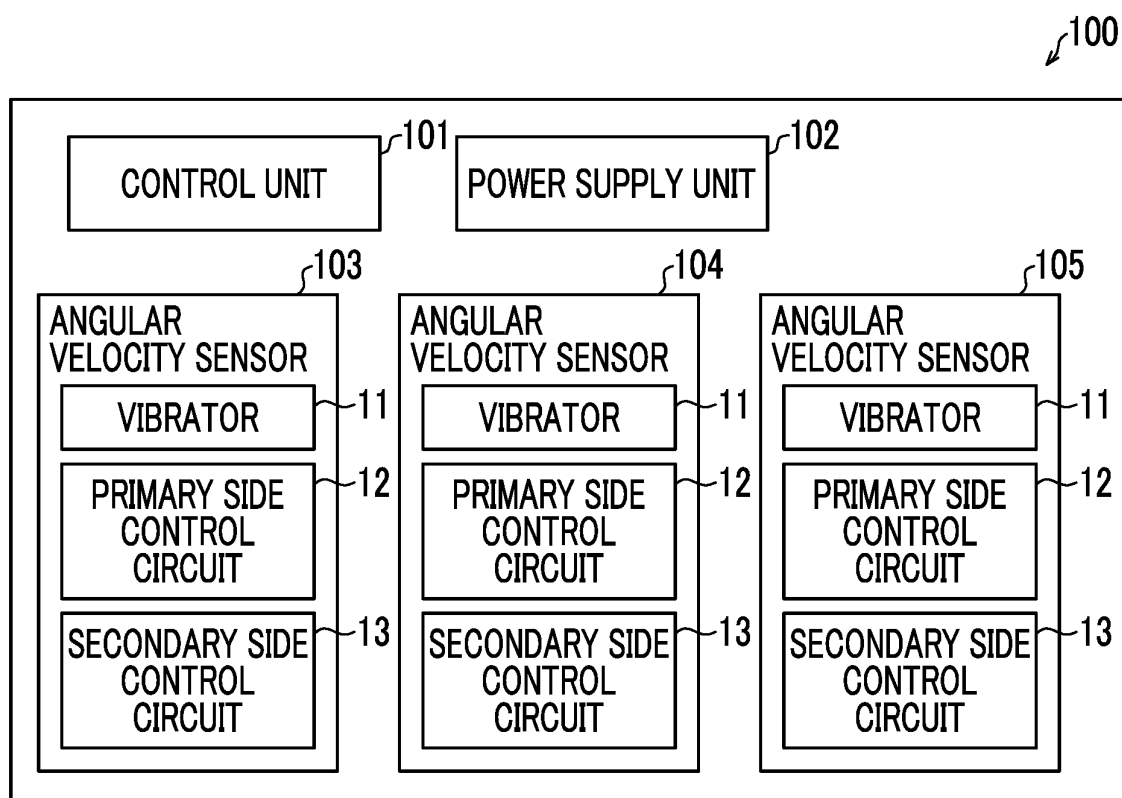 100
101
CONTROL UNIT
102
POWER SUPPLY UNIT
103
ANGULAR
VELOCITY SENSOR
VIBRATOR
11
PRIMARY SIDE
CONTROL
CIRCUIT
12
SECONDARY SIDE
CONTROL
CIRCUIT
13
104
ANGULAR
VELOCITY SENSOR
VIBRATOR
11
PRIMARY SIDE
CONTROL
CIRCUIT
12
SECONDARY SIDE
CONTROL
CIRCUIT
13
105
ANGULAR
VELOCITY SENSOR
VIBRATOR
11
PRIMARY SIDE
CONTROL
CIRCUIT
12
SECONDARY SIDE
CONTROL
CIRCUIT
13